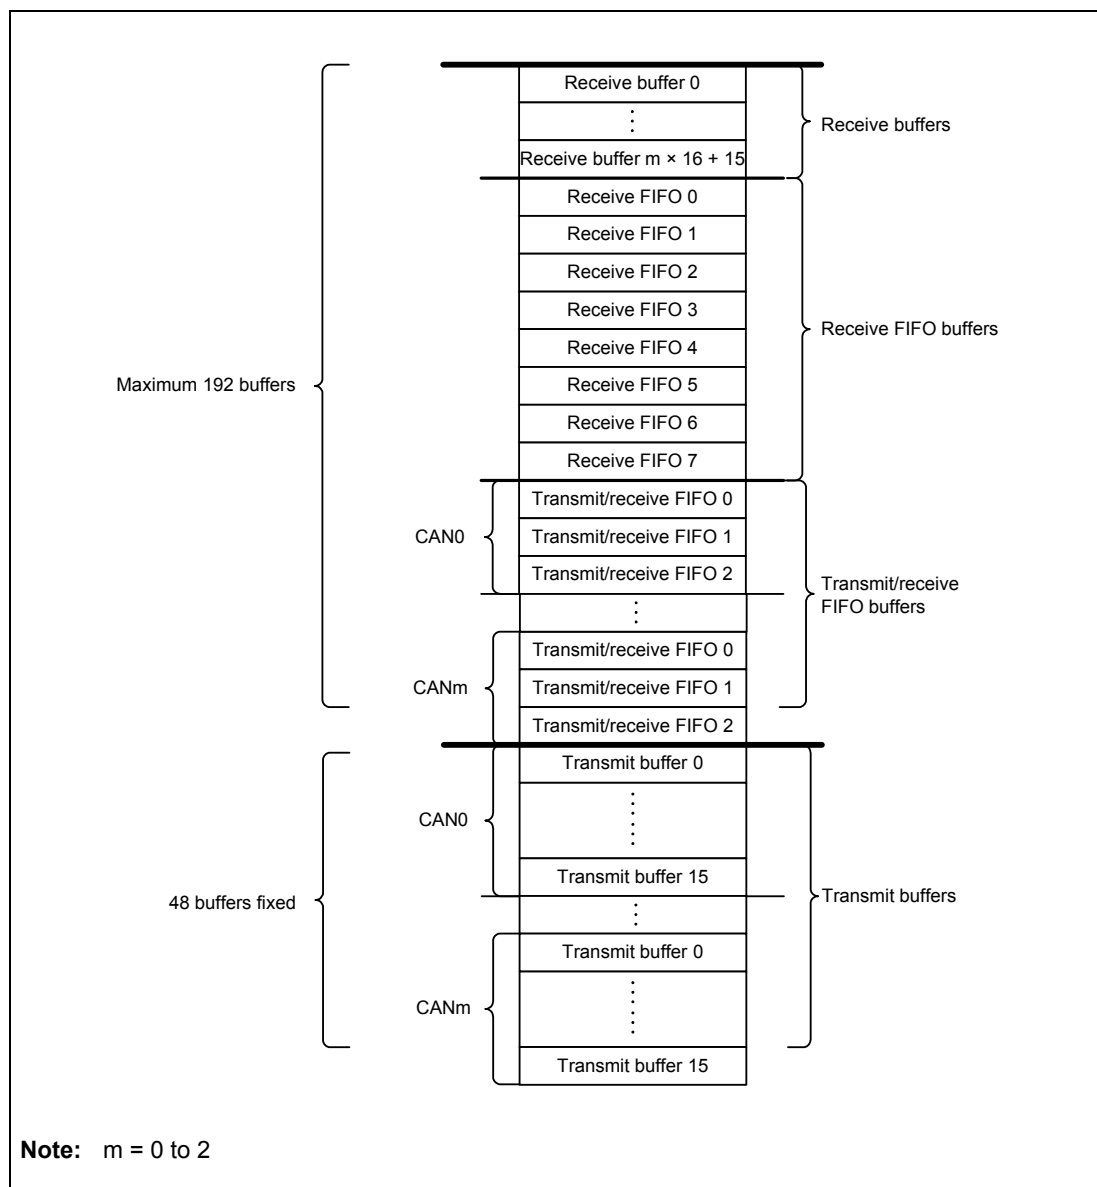 Receive buffer 0
Receive buffers
Receive buffer m × 16 + 15
Receive FIFO 0
Receive FIFO 1
Receive FIFO 2
Receive FIFO 3
Receive FIFO buffers
Receive FIFO 4
Maximum 192 buffers
Receive FIFO 5
Receive FIFO 6
Receive FIFO 7
Transmit/receive FIFO 0
CAN0
Transmit/receive FIFO 1
Transmit/receive FIFO 2
Transmit/receive
FIFO buffers
Transmit/receive FIFO 0
CANm
Transmit/receive FIFO 1
Transmit/receive FIFO 2
Transmit buffer 0
CAN0
Transmit buffer 15
48 buffers fixed
Transmit buffers
Transmit buffer 0
CANm
Transmit buffer 15
Note: m = 0 to 2